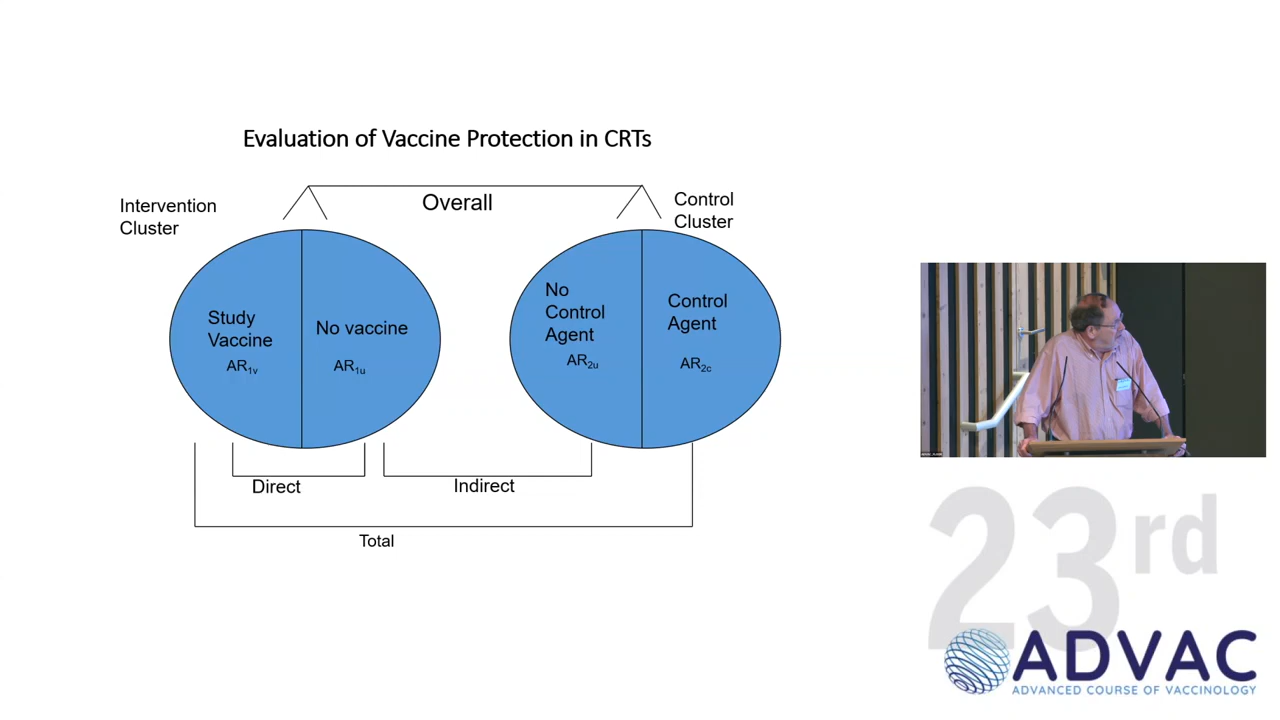 Evaluation of Vaccine Protection in CRTs
Intervention
Cluster
Overall
Control
Cluster
Study
Vaccine
AR1v
No vaccine
AR1u
No
Control
Agent
AR2u
Control
Agent
AR2c
Direct
Indirect
Total
23rd
ADVAC
ADVANCED COURSE OF VACCINOLOGY